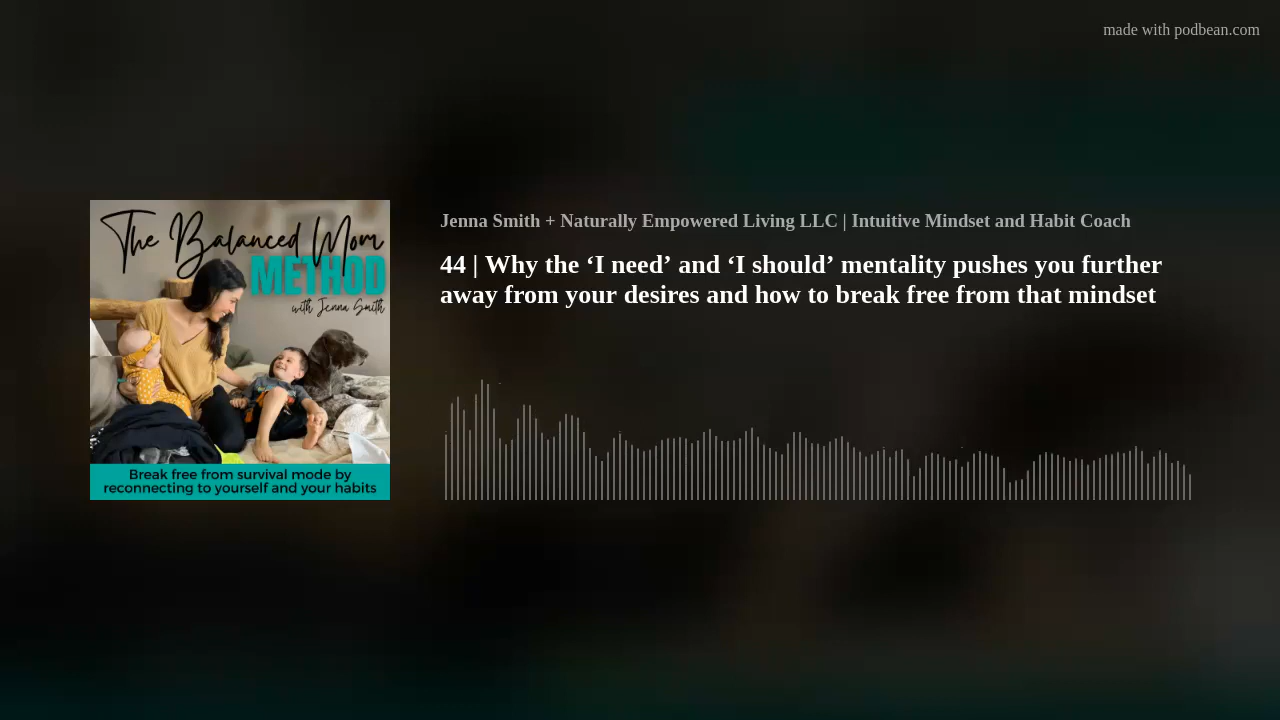 made with podbean.com
The Balanced Mom
METHOD
with Jenna Smith
Break free from survival mode by
reconnecting to yourself and your habits
Jenna Smith + Naturally Empowered Living LLC | Intuitive Mindset and Habit Coach
44 | Why the ‘I need’ and ‘I should’ mentality pushes you further
away from your desires and how to break free from that mindset